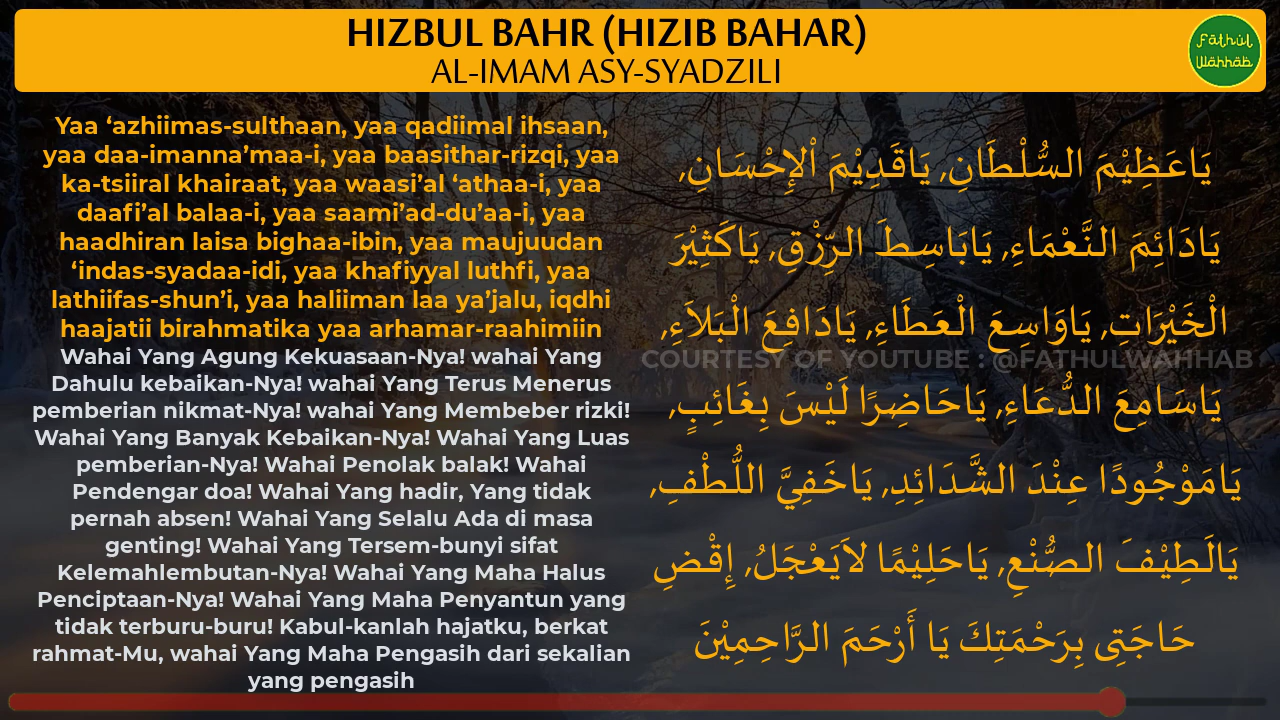 HIZBUL BAHR (HIZIB BAHAR)
AL-IMAM ASY-SYADZILI
Fāthul
Wāhhāb
Yaa ‘azhiimas-sulthaan, yaa qadiimal ihsaan,
yaa daa-imanna’maa-i, yaa baasithar-rizqi, yaa
ka-tsiiral khairaat, yaa waasi’al ‘athaa-i, yaa
daafi’al balaa-i, yaa saami’ad-du’aa-i, yaa
haadhiran laisa bighaa-ibin, yaa maujuudan
‘indas-syadaa-idi, yaa khafiyyal luthfi, yaa
lathiifas-shun’i, yaa haliiman laa ya’jalu, iqdhi
haajatii birahmatika yaa arhamar-raahimiin
Wahai Yang Agung Kekuasaan-Nya! wahai Yang
Dahulu kebaikan-Nya! wahai Yang Terus Menerus
pemberian nikmat-Nya! wahai Yang Membeber rizki!
Wahai Yang Banyak Kebaikan-Nya! Wahai Yang Luas
pemberian-Nya! Wahai Penolak balak! Wahai
Pendengar doa! Wahai Yang hadir, Yang tidak
pernah absen! Wahai Yang Selalu Ada di masa
genting! Wahai Yang Tersem-bunyi sifat
Kelemahlembutan-Nya! Wahai Yang Maha Halus
Penciptaan-Nya! Wahai Yang Maha Penyantun yang
tidak terburu-buru! Kabul-kanlah hajatku, berkat
rahmat-Mu, wahai Yang Maha Pengasih dari sekalian
yang pengasih
يَاعَظِيْمَ السُّلْطَانِ, يَاقَدِيْمَ اْلإِحْسَانِ,
يَادَائِمَ النَّعْمَاءِ, يَابَاسِطَ الرِّزْقِ, يَاكَثِيْرَ
الْخَيْرَاتِ, يَاوَاسِعَ الْعَطَاءِ, يَادَافِعَ الْبَلاَءِ,
COURTESY OF YOUTUBE : @FATHULWAHHAB
يَاسَامِعَ الدُّعَاءِ, يَاحَاضِرًا لَيْسَ بِغَائِبٍ,
يَامَوْجُودًا عِنْدَ الشَّدَائِدِ, يَاخَفِيَّ اللُّطْفِ,
يَالَطِيْفَ الصُّنْعِ, يَاحَلِيْمًا لاَيَعْجَلُ, إِقْضِ
حَاجَتِى بِرَحْمَتِكَ يَا أَرْحَمَ الرَّاحِمِيْنَ